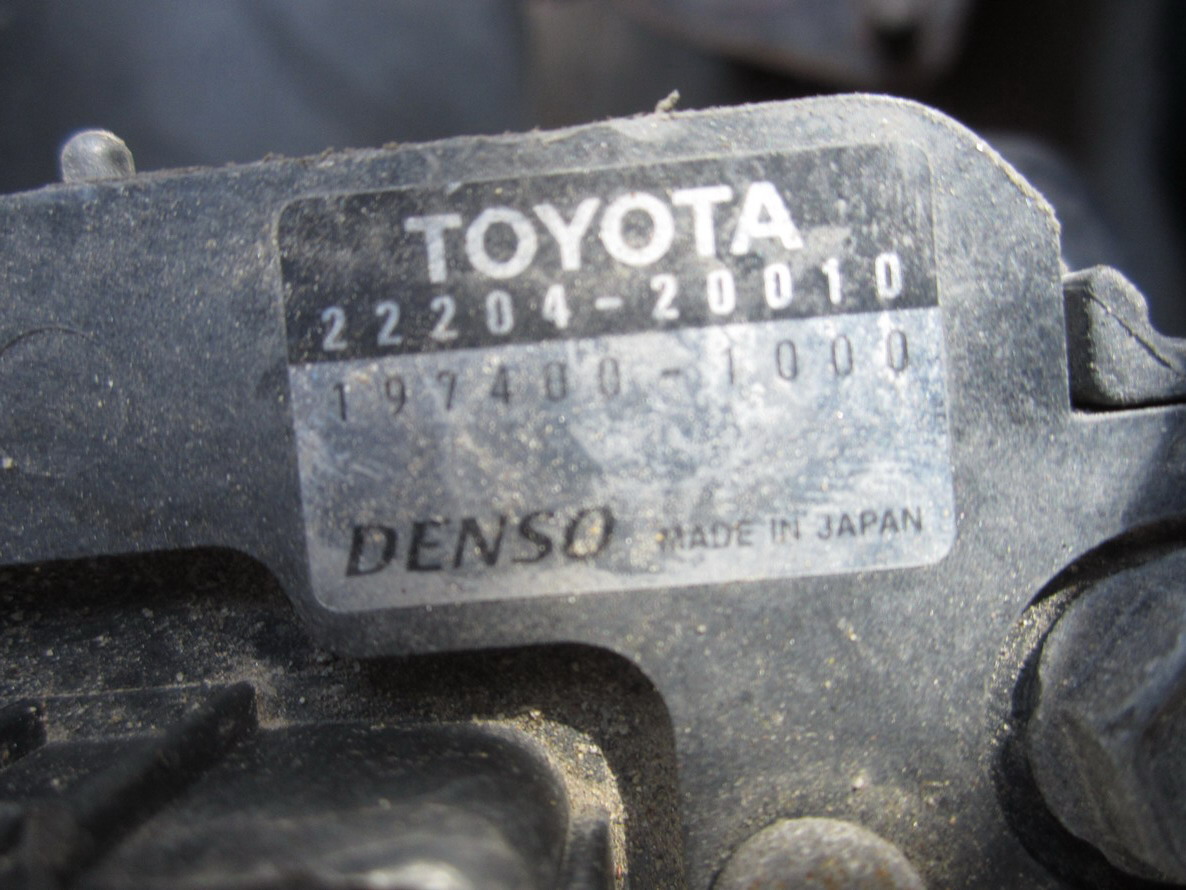 TOYOTA
22204-20010
197400-1000
DENSO MADE IN JAPAN